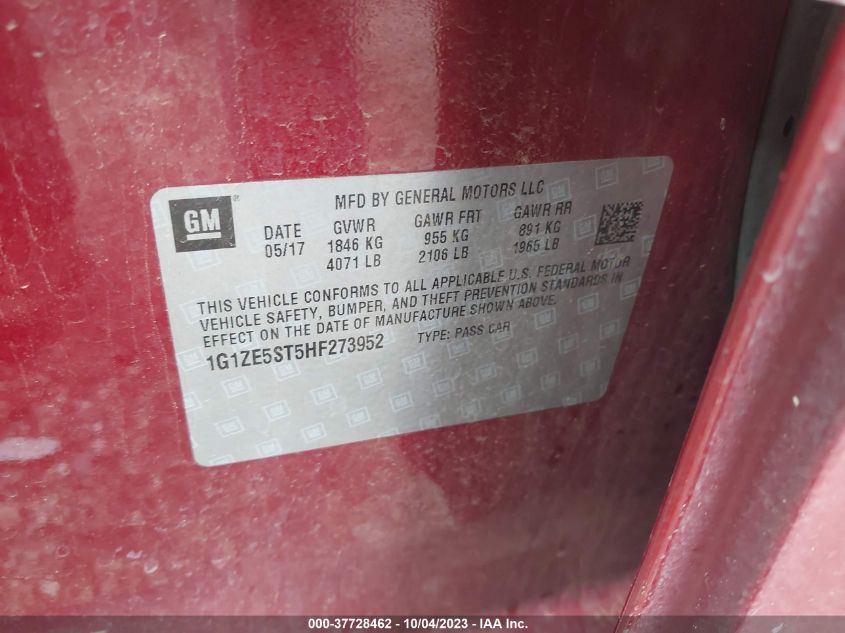 GM
MFD BY GENERAL MOTORS LLC
DATE GVWR GAWR FRT GAWR RR
05/17 1846 KG 955 KG 891 KG
4071 LB 2106 LB 1965 LB
THIS VEHICLE CONFORMS TO ALL APPLICABLE U.S. FEDERAL MOTOR
VEHICLE SAFETY, BUMPER, AND THEFT PREVENTION STANDARDS IN
EFFECT ON THE DATE OF MANUFACTURE SHOWN ABOVE.
1G1ZE5ST5HF273952 TYPE: PASS CAR
000-37728462 - 10/04/2023 - IAA Inc.